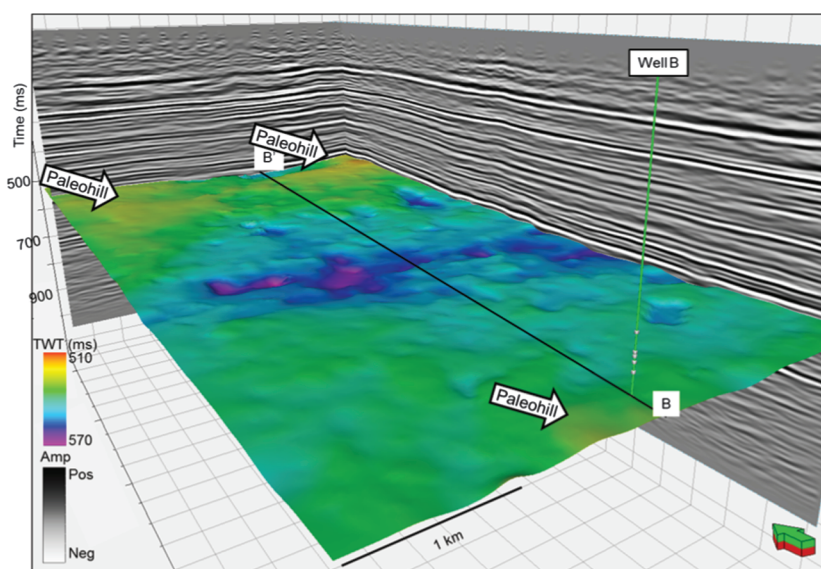 Well B
Time (ms)
Paleohill
B'
Paleohill
500
700
900
TWT (ms)
510
570
Paleohill
B
Amp
Pos
Neg
1 km